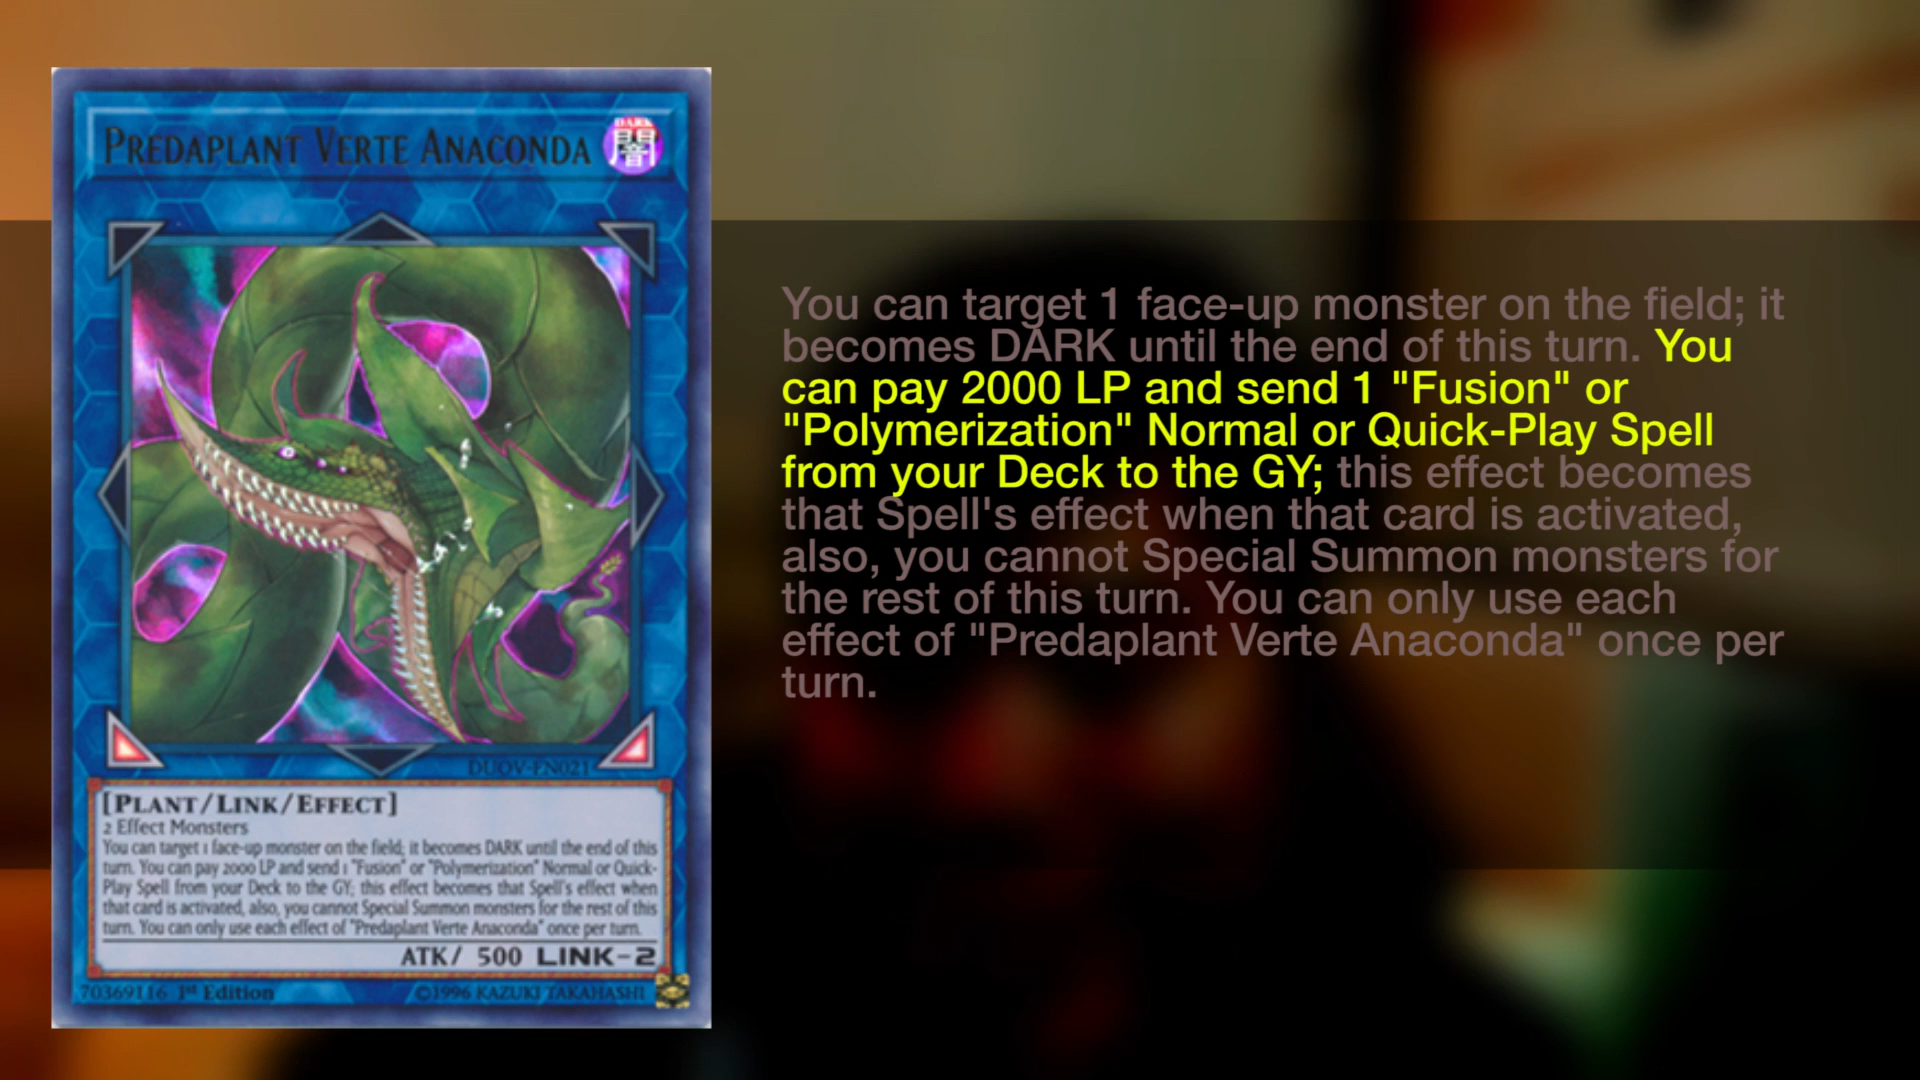 PREDAPLANT VERTE ANACONDA
DARK
闇
You can target 1 face-up monster on the field; it
becomes DARK until the end of this turn. You
can pay 2000 LP and send 1 "Fusion" or
"Polymerization" Normal or Quick-Play Spell
from your Deck to the GY; this effect becomes
that Spell's effect when that card is activated,
also, you cannot Special Summon monsters for
the rest of this turn. You can only use each
effect of "Predaplant Verte Anaconda" once per
turn.
DUOV-EN021
[PLANT/LINK/EFFECT]
2 Effect Monsters
You can target 1 face-up monster on the field; it becomes DARK until the end of this
turn. You can pay 2000 LP and send 1 "Fusion" or "Polymerization" Normal or Quick-
Play Spell from your Deck to the GY; this effect becomes that Spell's effect when
that card is activated, also, you cannot Special Summon monsters for the rest of this
turn. You can only use each effect of "Predaplant Verte Anaconda" once per turn.
ATK/ 500 LINK-2
70369116 1st Edition
©1996 KAZUKI TAKAHASHI